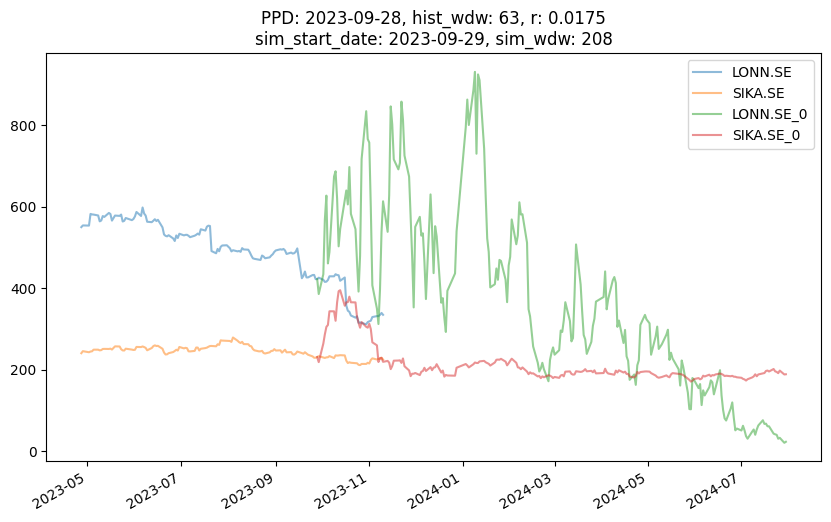 PPD: 2023-09-28, hist_wdw: 63, r: 0.0175
sim_start_date: 2023-09-29, sim_wdw: 208
LONN.SE
SIKA.SE
LONN.SE_0
SIKA.SE_0
800
600
400
200
0
2023-05
2023-07
2023-09
2023-11
2024-01
2024-03
2024-05
2024-07